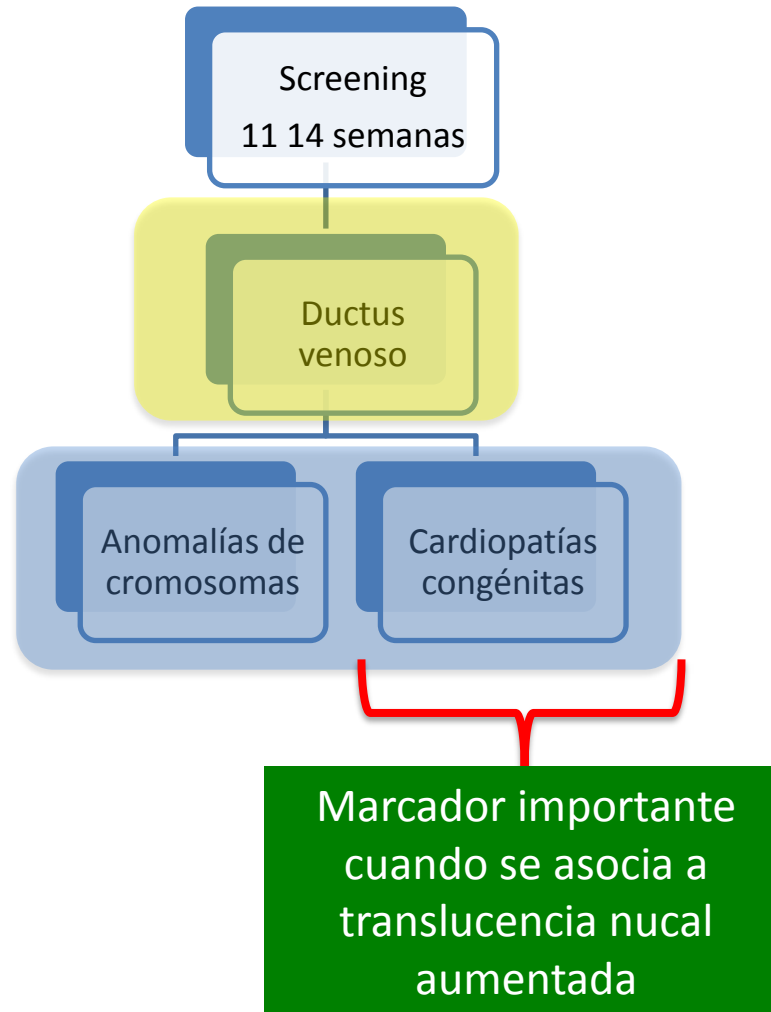 Screening
11 14 semanas
Ductus
venoso
Anomalías de
cromosomas
Cardiopatías
congénitas
Marcador importante
cuando se asocia a
translucencia nucal
aumentada